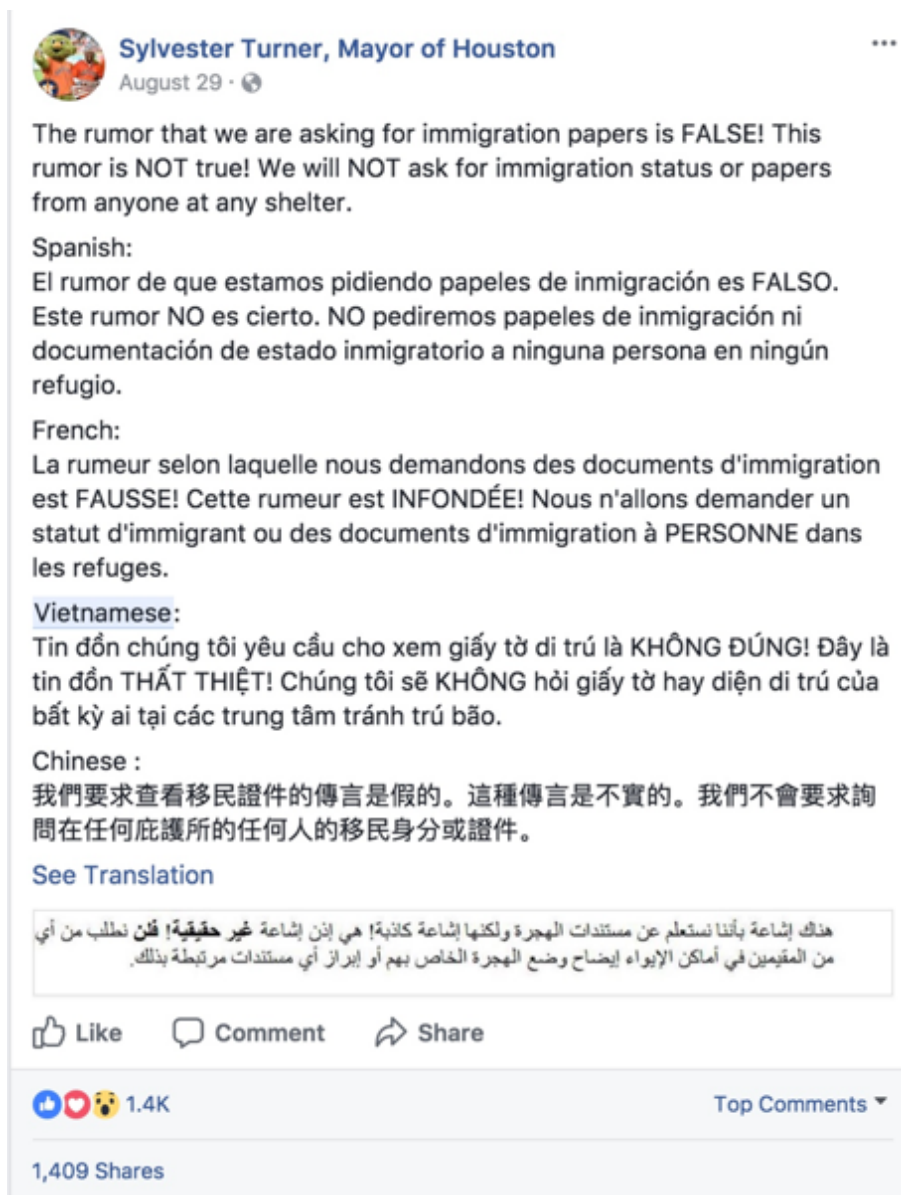 Sylvester Turner, Mayor of Houston
August 29 ·
The rumor that we are asking for immigration papers is FALSE! This
rumor is NOT true! We will NOT ask for immigration status or papers
from anyone at any shelter.
Spanish:
El rumor de que estamos pidiendo papeles de inmigración es FALSO.
Este rumor NO es cierto. NO pediremos papeles de inmigración ni
documentación de estado inmigratorio a ninguna persona en ningún
refugio.
French:
La rumeur selon laquelle nous demandons des documents d'immigration
est FAUSSE! Cette rumeur est INFONDÉE! Nous n'allons demander un
statut d'immigrant ou des documents d'immigration à PERSONNE dans
les refuges.
Vietnamese:
Tin đồn chúng tôi yêu cầu cho xem giấy tờ di trú là KHÔNG ĐÚNG! Đây là
tin đồn THẤT THIỆT! Chúng tôi sẽ KHÔNG hỏi giấy tờ hay diện di trú của
bất kỳ ai tại các trung tâm tránh trú bão.
Chinese :
我們要求查看移民證件的傳言是假的。這種傳言是不實的。我們不會要求詢
問在任何庇護所的任何人的移民身分或證件。
See Translation
هناك إشاعة بأننا نستعلم عن مستندات الهجرة ولكنها إشاعة كاذبة! هي إذن إشاعة غير حقيقية! فلن نطلب من أي
من المقيمين في أماكن الإيواء إيضاح وضع الهجرة الخاص بهم أو إبراز أي مستندات مرتبطة بذلك.
Like Comment Share
1.4K Top Comments
1,409 Shares